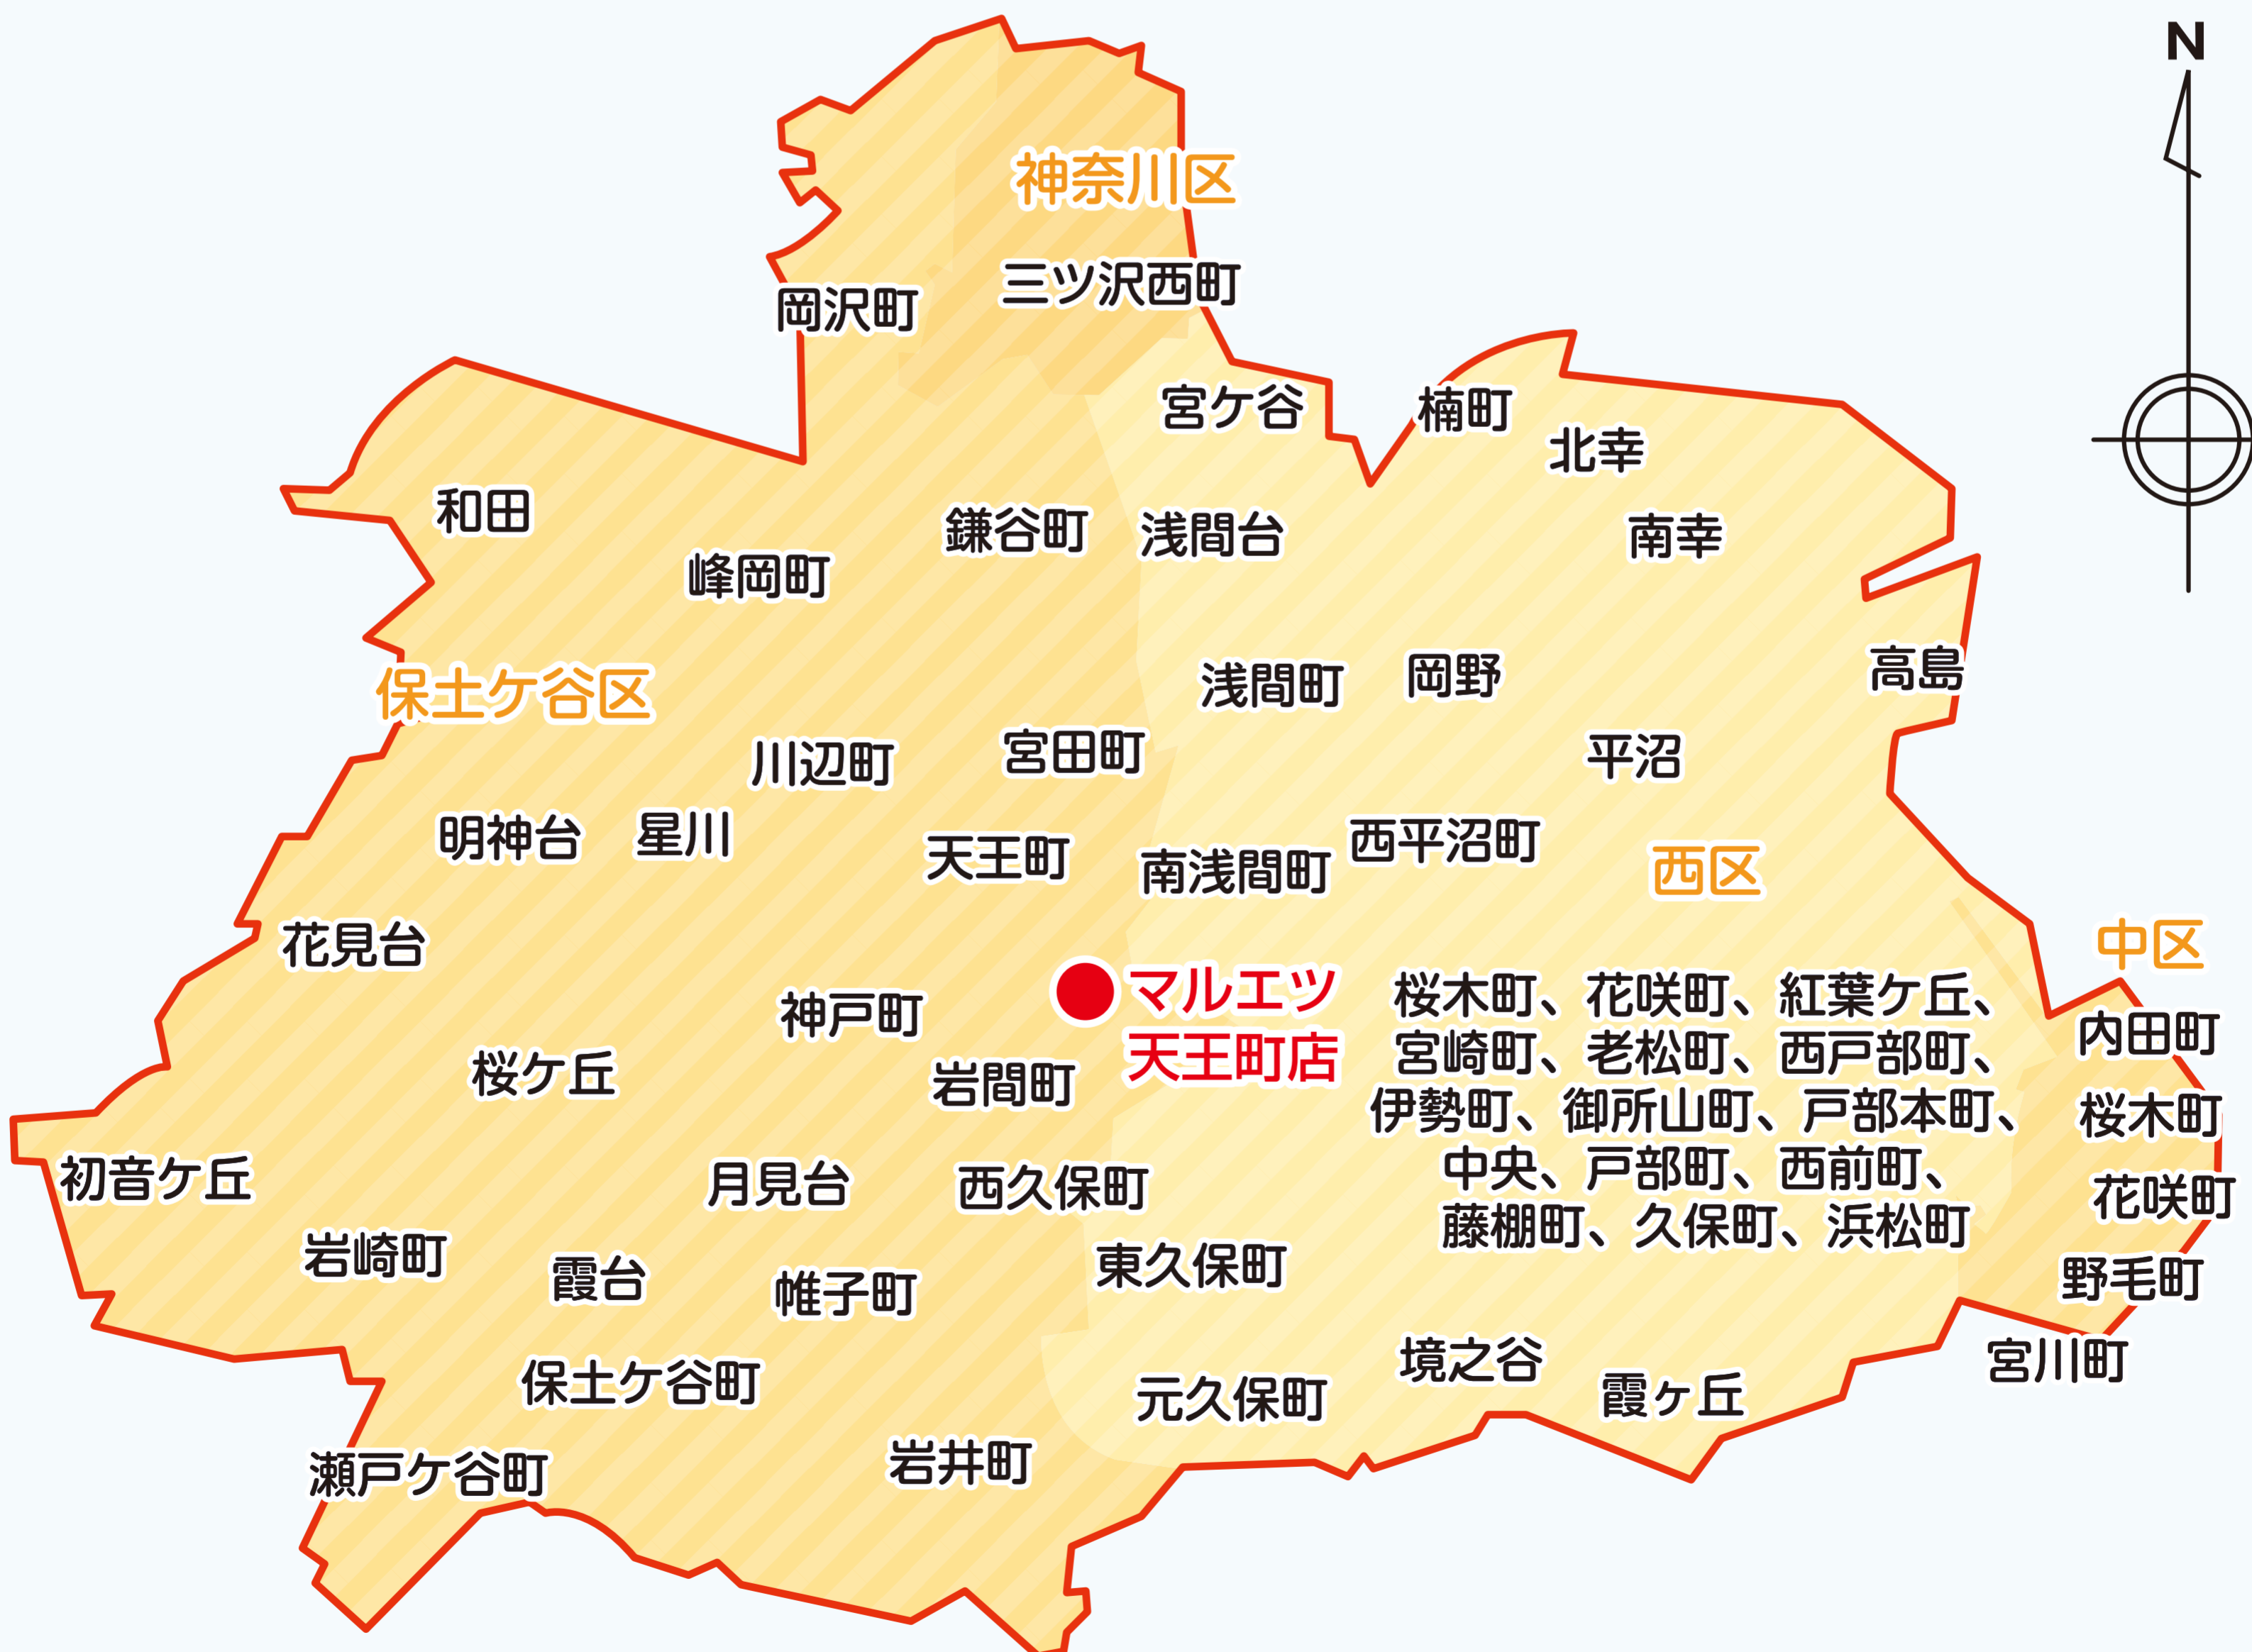 N
神奈川区
三ツ沢西町
岡沢町
宮ケ谷
楠町
北幸
和田
鎌谷町
浅間台
南幸
峰岡町
保土ケ谷区
浅間町
岡野
高島
川辺町
宮田町
平沼
明神台
星川
天王町
南浅間町
西平沼町
西区
花見台
中区
神戸町
マルエツ
天王町店
桜木町、花咲町、紅葉ケ丘、
宮崎町、老松町、西戸部町、
伊勢町、御所山町、戸部本町、
中央、戸部町、西前町、
藤棚町、久保町、浜松町
内田町
桜木町
花咲町
野毛町
宮川町
桜ケ丘
岩間町
初音ケ丘
月見台
西久保町
岩崎町
霞台
帷子町
東久保町
保土ケ谷町
元久保町
境之谷
霞ヶ丘
瀬戸ケ谷町
岩井町